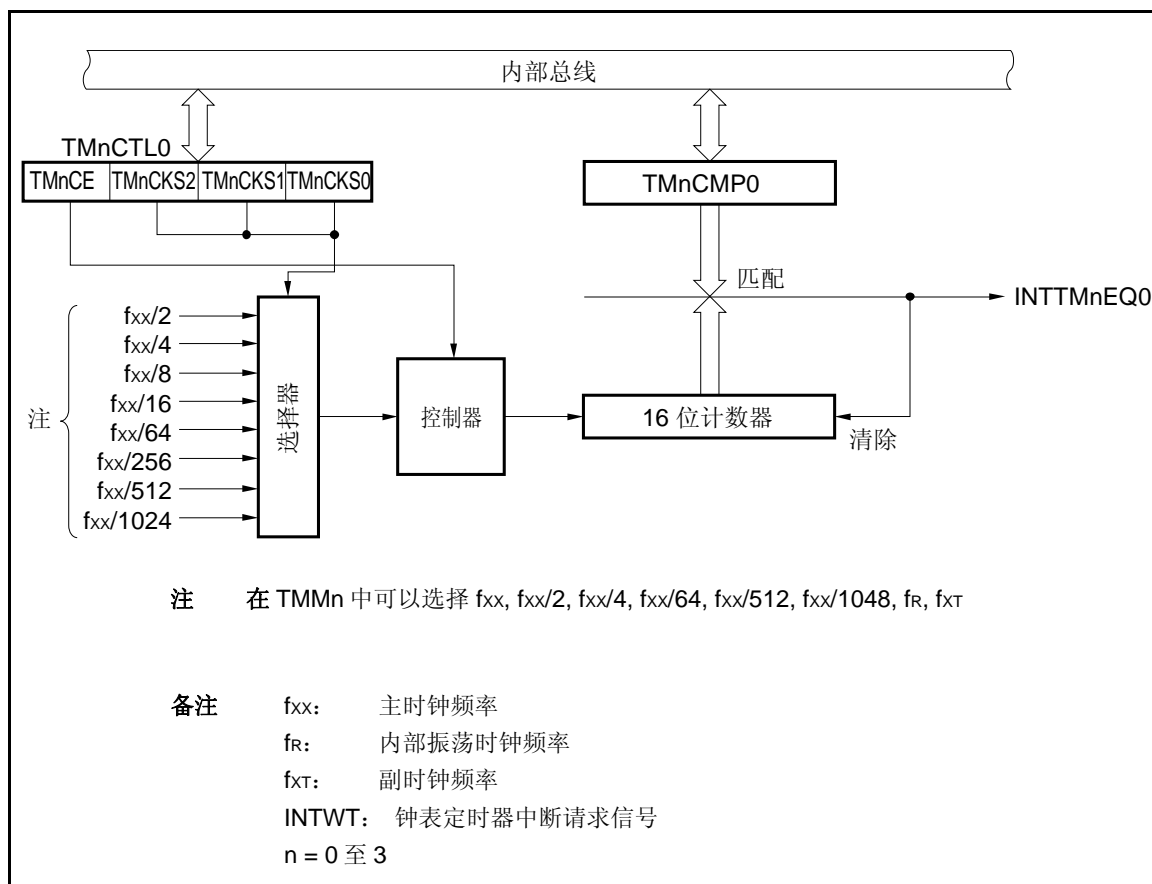 内部总线
TMnCTL0
TMnCE TMnCKS2 TMnCKS1 TMnCKS0
TMnCMP0
匹配
INTTMnEQ0
注
fxx/2
fxx/4
fxx/8
fxx/16
fxx/64
fxx/256
fxx/512
fxx/1024
选择器
控制器
16 位计数器
清除
注 在 TMMn 中可以选择 fxx, fxx/2, fxx/4, fxx/64, fxx/512, fxx/1048, fR, fXT
备注 fxx： 主时钟频率
fR： 内部振荡时钟频率
fXT： 副时钟频率
INTWT： 钟表定时器中断请求信号
n = 0 至 3